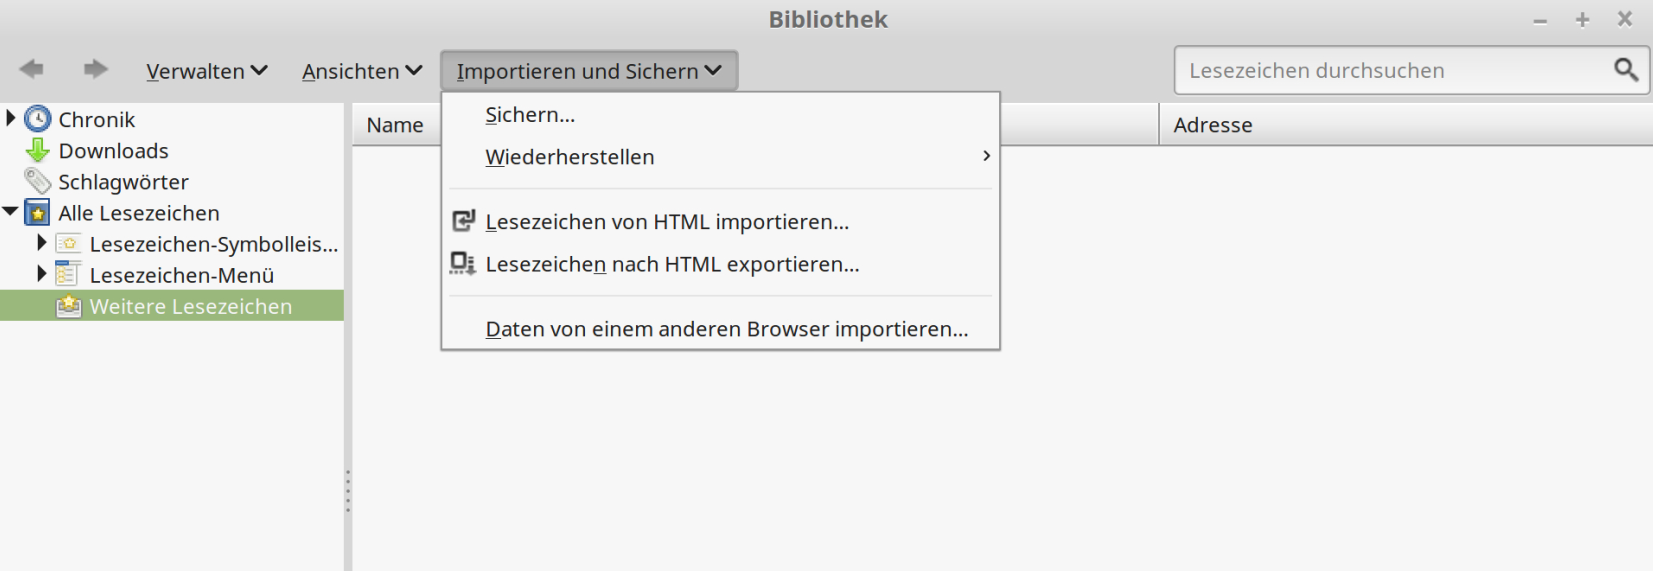 Bibliothek
Verwalten
Ansichten
Importieren und Sichern
Lesezeichen durchsuchen
Chronik
Downloads
Schlagwörter
Alle Lesezeichen
Lesezeichen-Symbolleis...
Lesezeichen-Menü
Weitere Lesezeichen
Name
Adresse
Sichern...
Wiederherstellen
Lesezeichen von HTML importieren...
Lesezeichen nach HTML exportieren...
Daten von einem anderen Browser importieren...